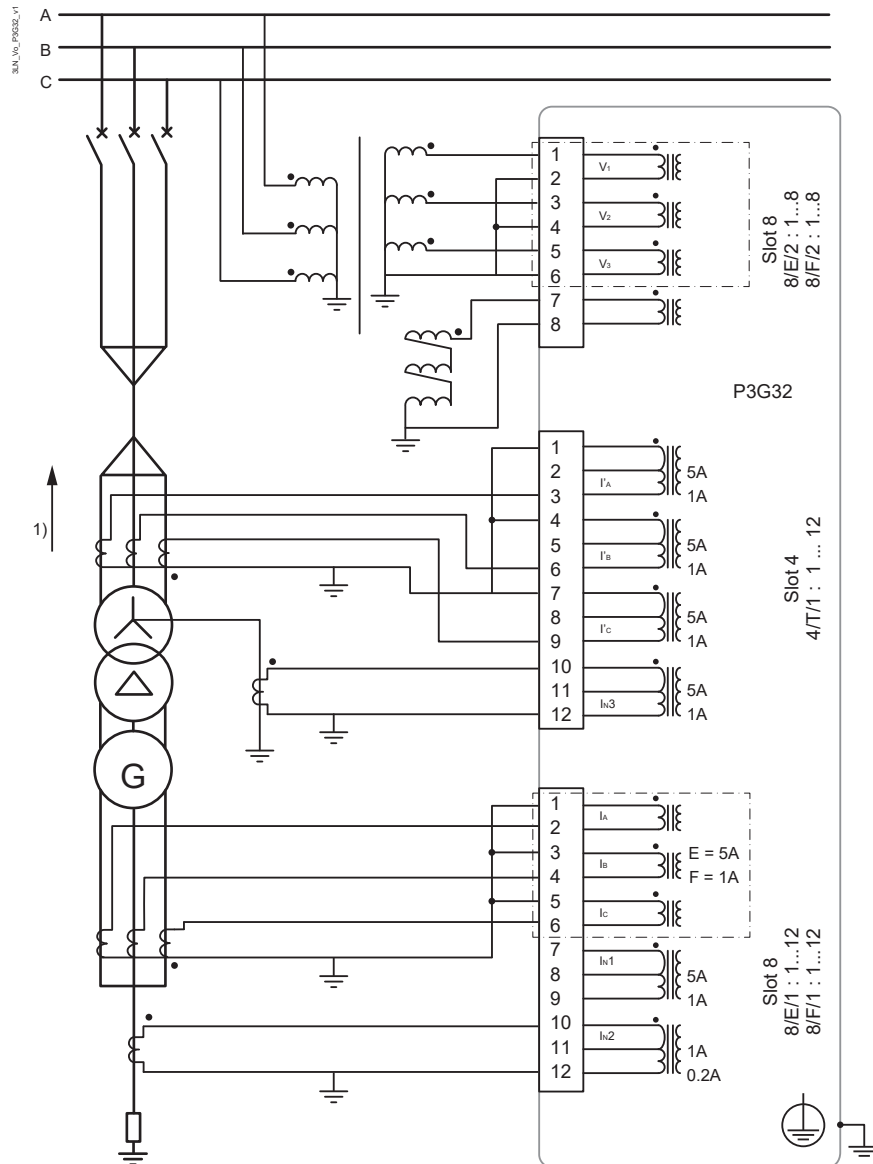 3LN_Vo_P3G32_v1
A
B
C
1
2
3
4
5
6
7
8
V1
V2
V3
Slot 8
8/E/2 : 1...8
8/F/2 : 1...8
P3G32
1)
1
2
3
4
5
6
7
8
9
10
11
12
I'A
5A
1A
I'B
5A
1A
I'C
5A
1A
IN3
5A
1A
Slot 4
4/T/1 : 1 ... 12
G
1
2
3
4
5
6
7
8
9
10
11
12
IA
IB
E = 5A
F = 1A
IC
IN1
5A
1A
IN2
1A
0.2A
Slot 8
8/E/1 : 1...12
8/F/1 : 1...12